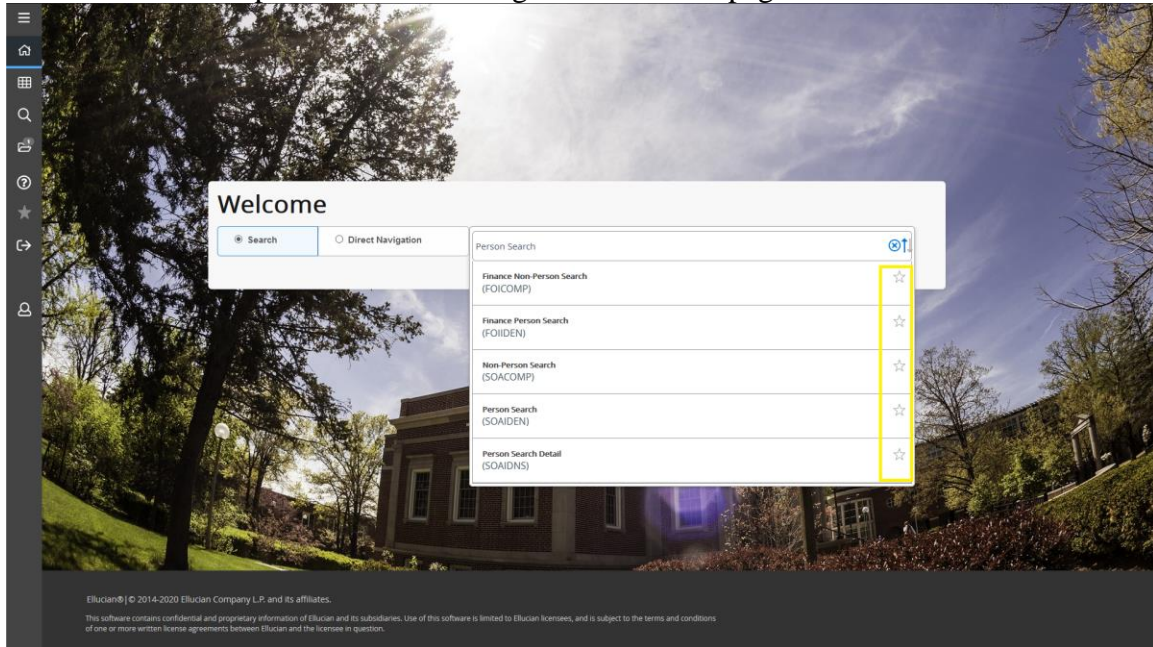 Welcome
Search
Direct Navigation
Person Search
Finance Non-Person Search
(FOICOMP)
Finance Person Search
(FOIIDEN)
Non-Person Search
(SOACOMP)
Person Search
(SOAIDEN)
Person Search Detail
(SOAIDNS)
Ellucian®|© 2014-2020 Ellucian Company L.P. and its affiliates.
This software contains confidential and proprietary information of Ellucian and its subsidiaries. Use of this software is limited to Ellucian licensees, and is subject to the terms and conditions
of one or more written license agreements between Ellucian and the licensee in question.